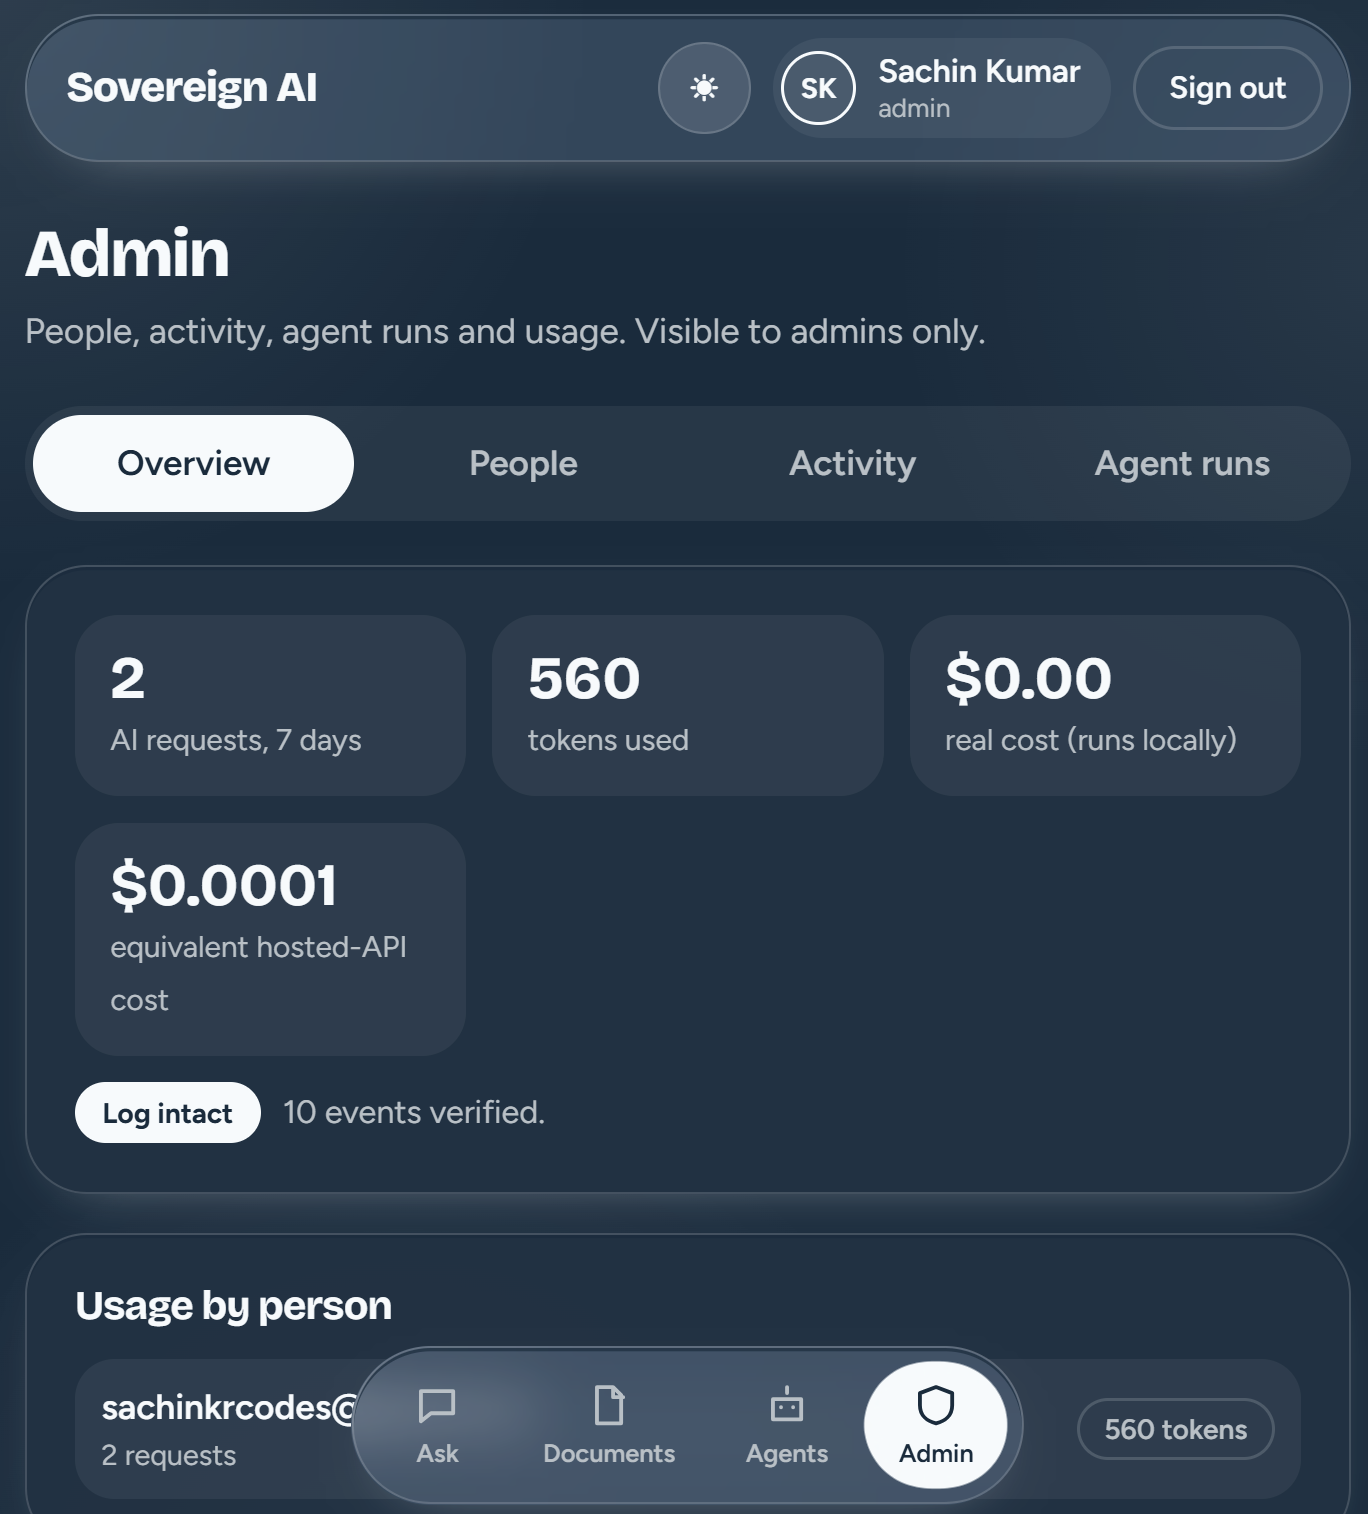 Sovereign AI
SK
Sachin Kumar
admin
Sign out
Admin
People, activity, agent runs and usage. Visible to admins only.
Overview
People
Activity
Agent runs
2
AI requests, 7 days
560
tokens used
$0.00
real cost (runs locally)
$0.0001
equivalent hosted-API
cost
Log intact
10 events verified.
Usage by person
sachinkrcodes@
2 requests
560 tokens
Ask
Documents
Agents
Admin